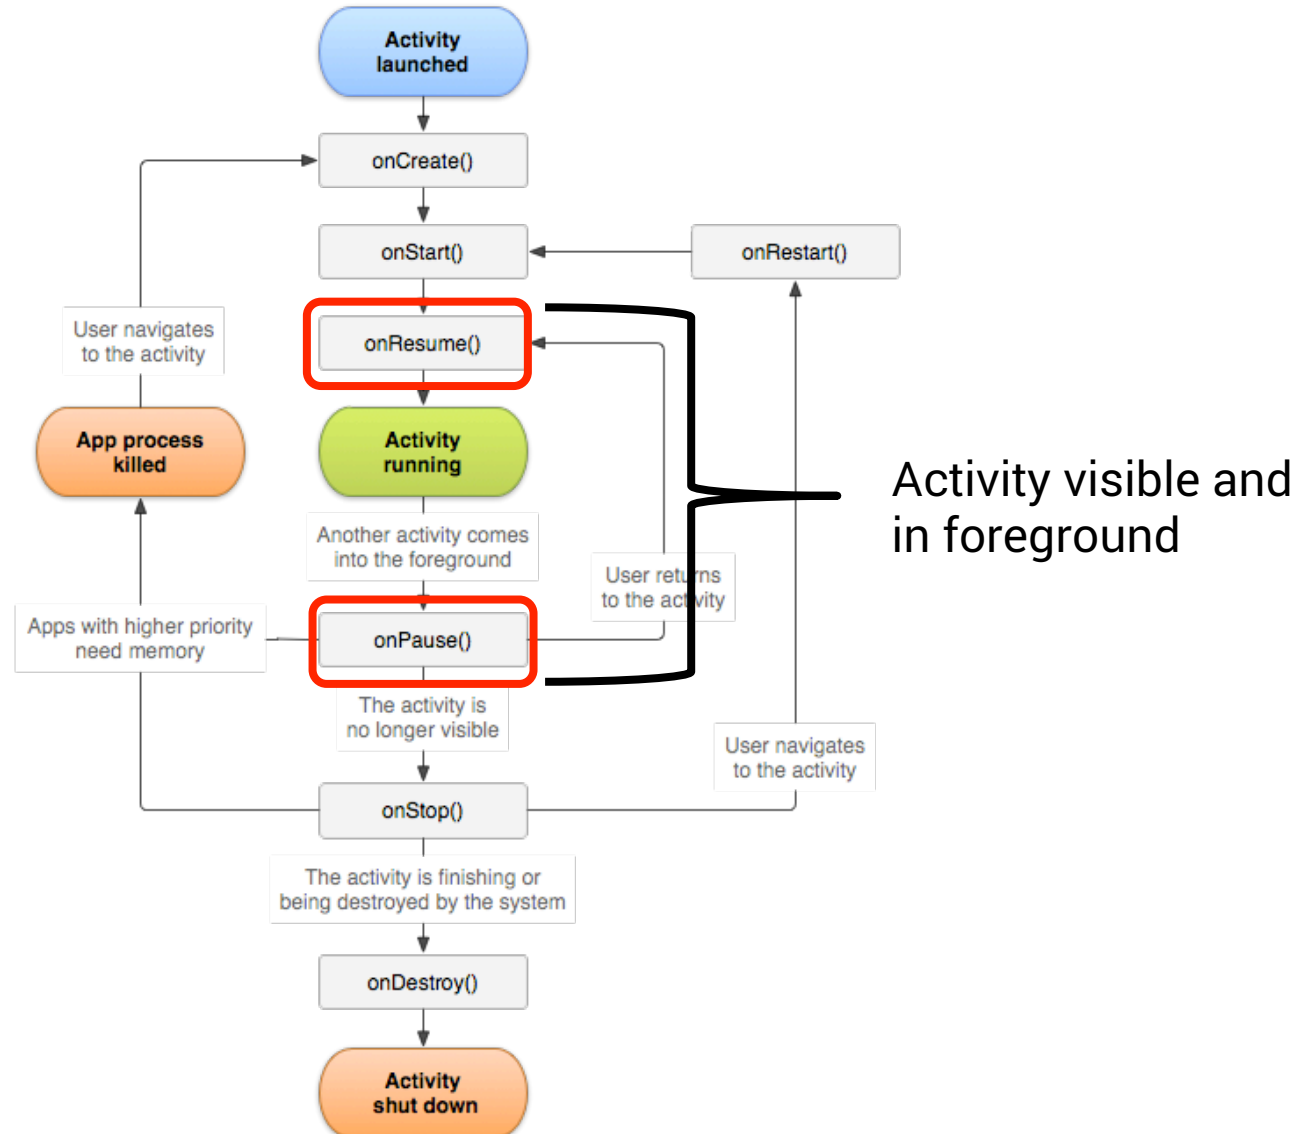 Activity
launched
onCreate()
onStart()
onRestart()
User navigates
to the activity
onResume()
App process
killed
Activity
running
Activity visible and
in foreground
Another activity comes
into the foreground
User returns
to the activity
Apps with higher priority
need memory
onPause()
The activity is
no longer visible
User navigates
to the activity
onStop()
The activity is finishing or
being destroyed by the system
onDestroy()
Activity
shut down